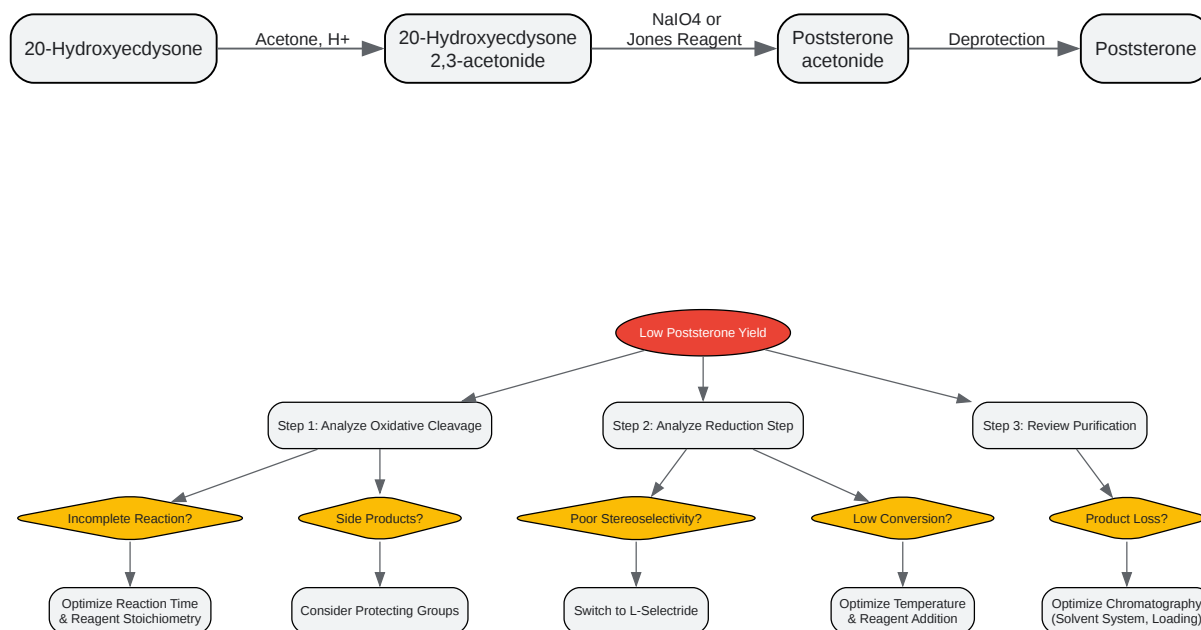 20-Hydroxyecdysone
Acetone, H+
20-Hydroxyecdysone
2,3-acetonide
NaIO4 or
Jones Reagent
Poststerone
acetonide
Deprotection
Poststerone
Low Poststerone Yield
Step 1: Analyze Oxidative Cleavage
Step 2: Analyze Reduction Step
Step 3: Review Purification
Incomplete Reaction?
Side Products?
Poor Stereoselectivity?
Low Conversion?
Product Loss?
Optimize Reaction Time
& Reagent Stoichiometry
Consider Protecting Groups
Switch to L-Selectride
Optimize Temperature
& Reagent Addition
Optimize Chromatography
(Solvent System, Loading)